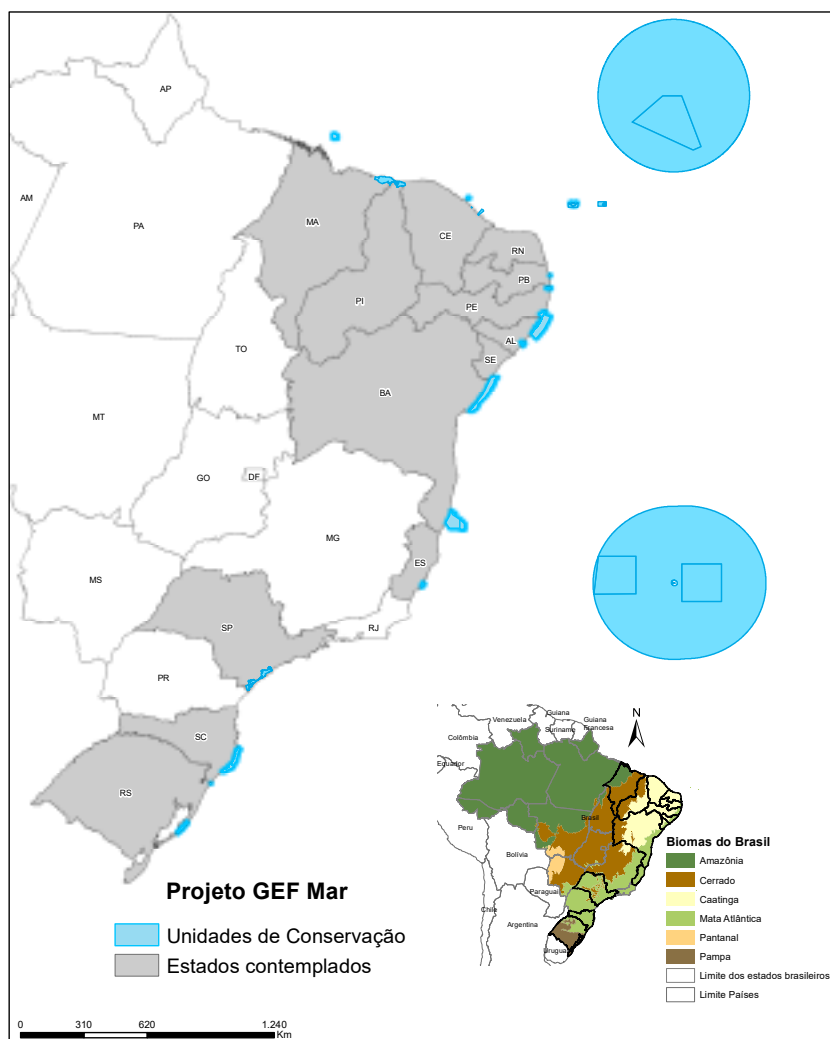 AP
AM
PA
MA
CE
RN
PB
PI
PE
AL
TO
SE
BA
MT
GO
DF
MG
MS
ES
SP
RJ
PR
SC
RS
N
Guiana
Venezuela
Suriname
Guiana
Francesa
Colômbia
Equador
Brasil
Peru
Bolívia
Paraguai
Chile
Argentina
Uruguai
Biomas do Brasil
Amazônia
Cerrado
Caatinga
Mata Atlântica
Pantanal
Pampa
Limite dos estados brasileiros
Limite Países
Projeto GEF Mar
Unidades de Conservação
Estados contemplados
0 310 620 1.240
Km